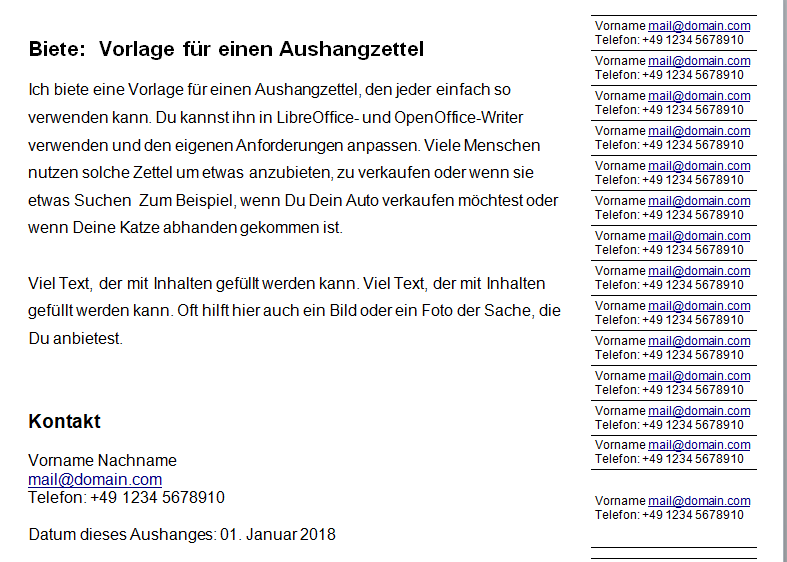 Biete:  Vorlage für einen Aushangzettel
Ich biete eine Vorlage für einen Aushangzettel, den jeder einfach so
verwenden kann. Du kannst ihn in LibreOffice- und OpenOffice-Writer
verwenden und den eigenen Anforderungen anpassen. Viele Menschen
nutzen solche Zettel um etwas anzubieten, zu verkaufen oder wenn sie
etwas Suchen  Zum Beispiel, wenn Du Dein Auto verkaufen möchtest oder
wenn Deine Katze abhanden gekommen ist.
Viel Text, der mit Inhalten gefüllt werden kann. Viel Text, der mit Inhalten
gefüllt werden kann. Oft hilft hier auch ein Bild oder ein Foto der Sache, die
Du anbietest.
Kontakt
Vorname Nachname
mail@domain.com
Telefon: +49 1234 5678910
Datum dieses Aushanges: 01. Januar 2018
Vorname mail@domain.com
Telefon: +49 1234 5678910
Vorname mail@domain.com
Telefon: +49 1234 5678910
Vorname mail@domain.com
Telefon: +49 1234 5678910
Vorname mail@domain.com
Telefon: +49 1234 5678910
Vorname mail@domain.com
Telefon: +49 1234 5678910
Vorname mail@domain.com
Telefon: +49 1234 5678910
Vorname mail@domain.com
Telefon: +49 1234 5678910
Vorname mail@domain.com
Telefon: +49 1234 5678910
Vorname mail@domain.com
Telefon: +49 1234 5678910
Vorname mail@domain.com
Telefon: +49 1234 5678910
Vorname mail@domain.com
Telefon: +49 1234 5678910
Vorname mail@domain.com
Telefon: +49 1234 5678910
Vorname mail@domain.com
Telefon: +49 1234 5678910
Vorname mail@domain.com
Telefon: +49 1234 5678910